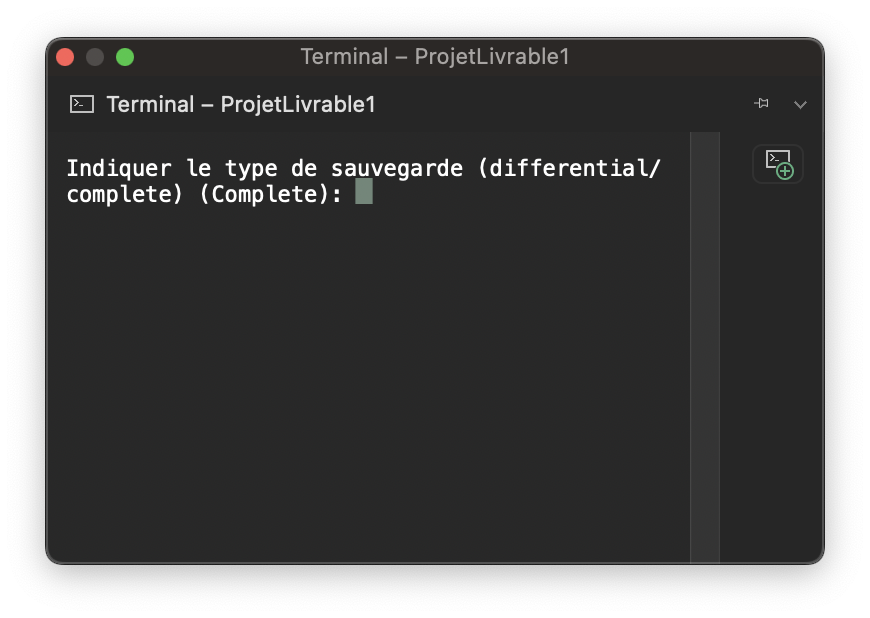 Terminal – ProjetLivrable1
Terminal – ProjetLivrable1
Indiquer le type de sauvegarde (differential/
complete) (Complete):